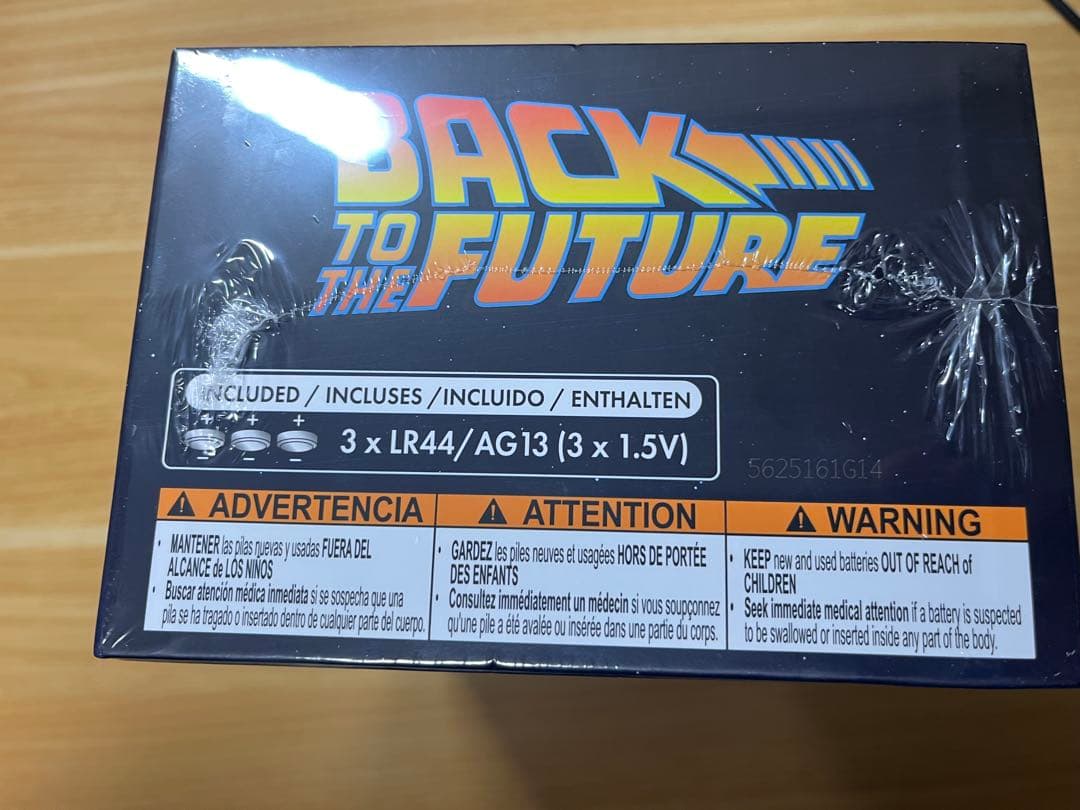 BACK
TO
THE FUTURE
INCLUDED / INCLUSES /INCLUIDO / ENTHALTEN
+ + +
- - -
3 x LR44/AG13 (3 x 1.5V)
5625161G14
ADVERTENCIA
• MANTENER las pilas nuevas y usadas FUERA DEL
ALCANCE de LOS NIÑOS
• Buscar atención médica inmediata si se sospecha que una
pila se ha tragado o insertado dentro de cualquier parte del cuerpo.
ATTENTION
• GARDEZ les piles neuves et usagées HORS DE PORTÉE
DES ENFANTS
• Consultez immédiatement un médecin si vous soupçonnez
qu'une pile a été avalée ou insérée dans une partie du corps.
WARNING
• KEEP new and used batteries OUT OF REACH of
CHILDREN
• Seek immediate medical attention if a battery is suspected
to be swallowed or inserted inside any part of the body.